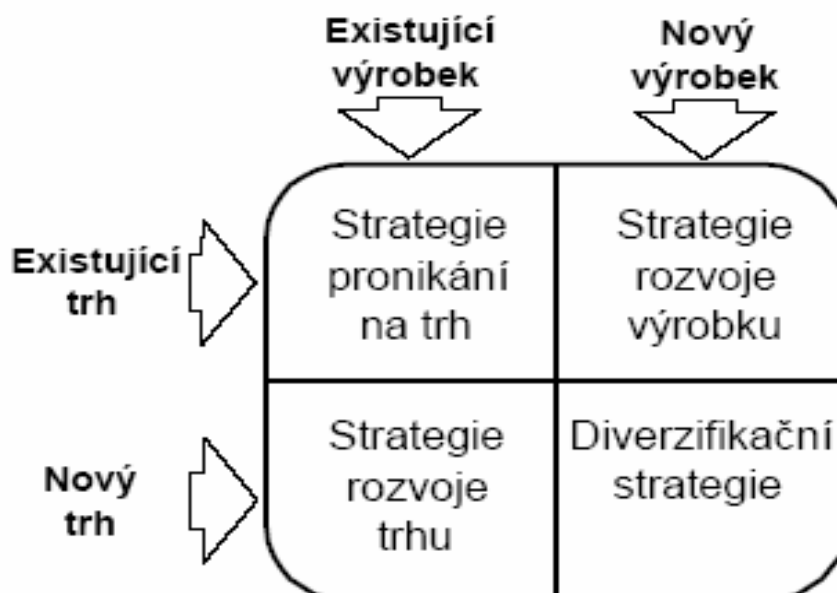 Existující
výrobek
Nový
výrobek
Existující
trh
Strategie
pronikání
na trh
Strategie
rozvoje
výrobku
Nový
trh
Strategie
rozvoje
trhu
Diverzifikační
strategie